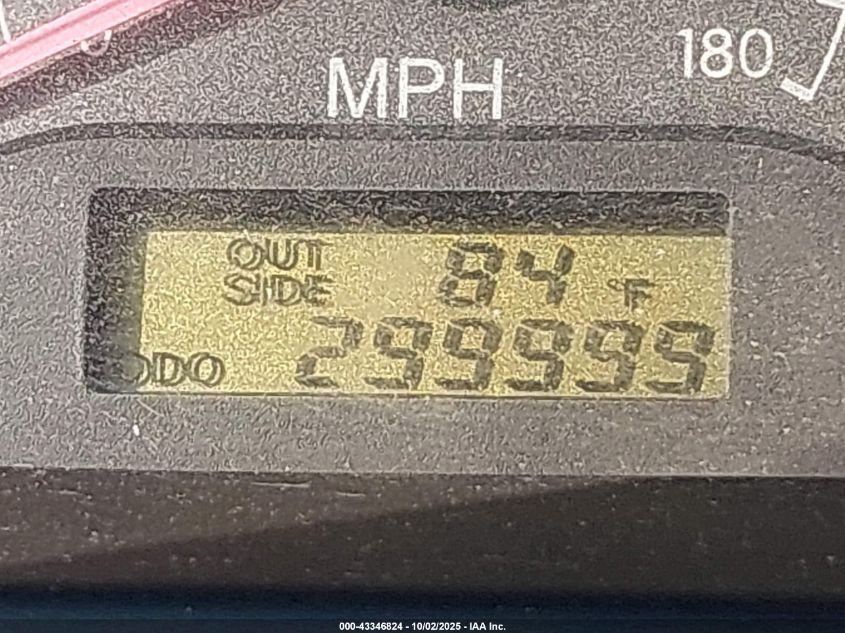 180
MPH
OUT SIDE 84 °F
ODO 299999
000-43346824 - 10/02/2025 - IAA Inc.